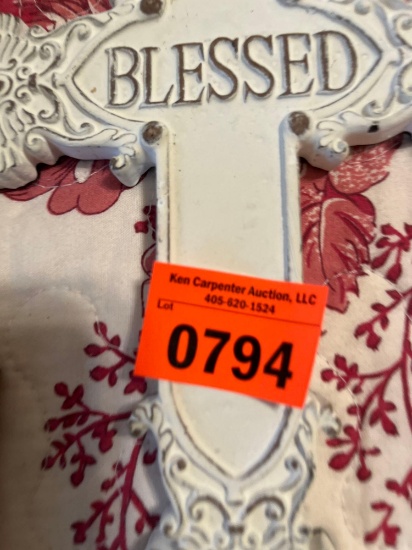 BLESSED
Ken Carpenter Auction, LLC
405-620-1524
Lot
0794